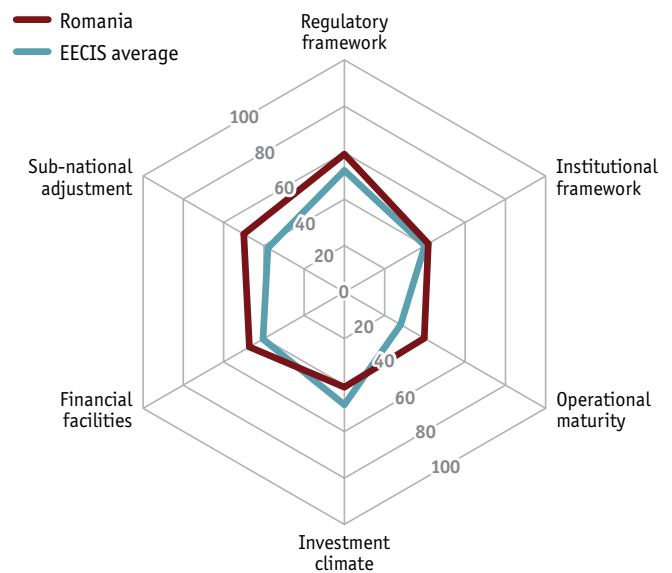 Romania
EECIS average
Regulatory
framework
100
80
60
40
20
0
Sub-national
adjustment
Institutional
framework
20
40
60
80
100
Financial
facilities
Operational
maturity
Investment
climate